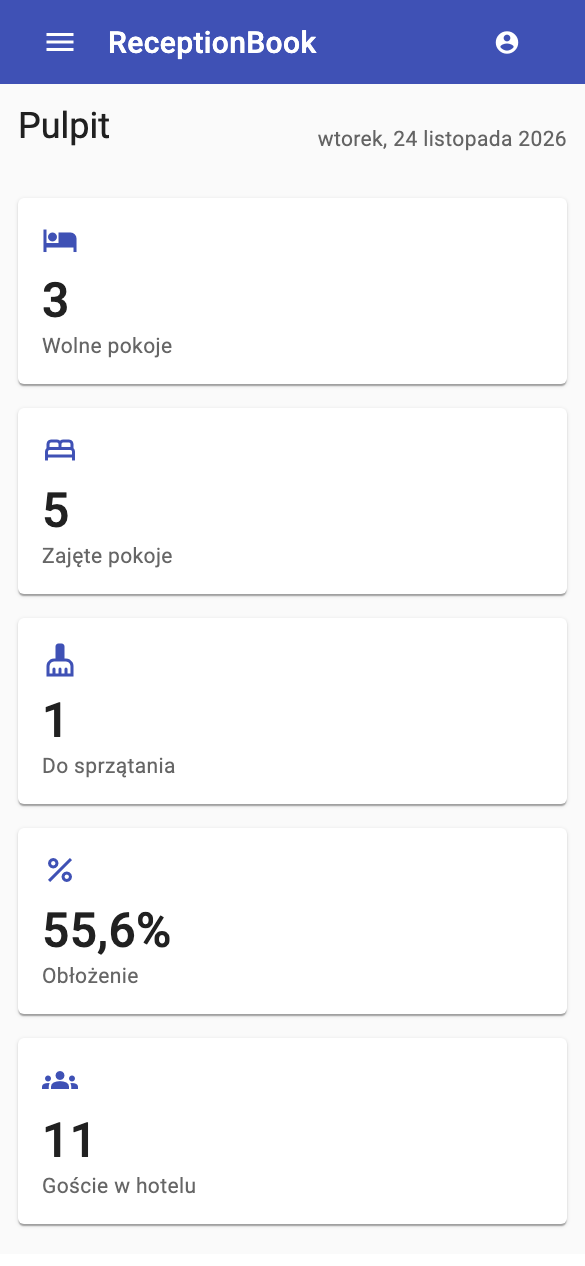 ReceptionBook
Pulpit
wtorek, 24 listopada 2026
3
Wolne pokoje
5
Zajęte pokoje
1
Do sprzątania
55,6%
Obłożenie
11
Goście w hotelu